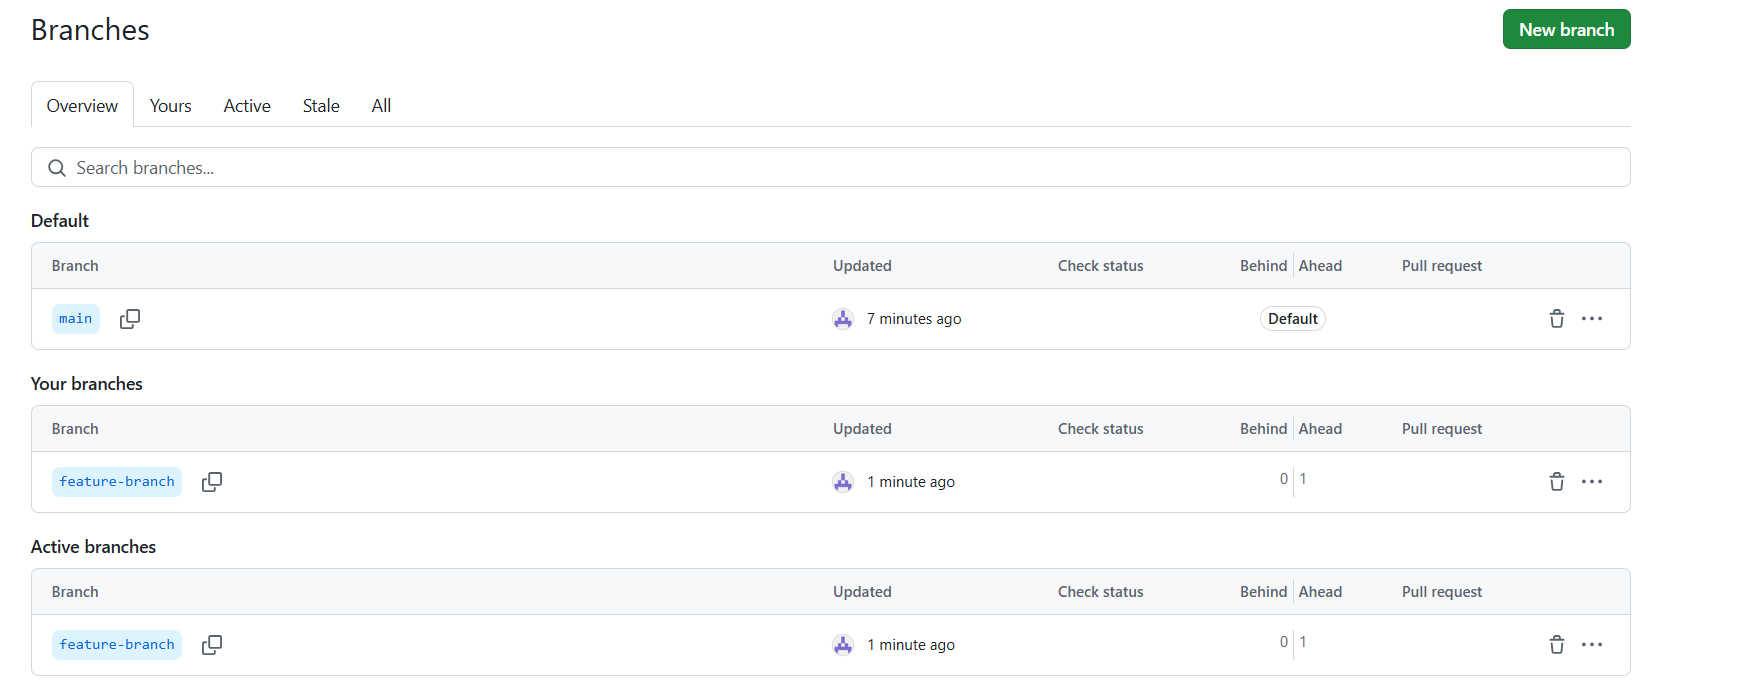 Branches
New branch
Overview Yours Active Stale All
Search branches...
Default
Branch Updated Check status Behind Ahead Pull request
main 7 minutes ago Default
Your branches
Branch Updated Check status Behind Ahead Pull request
feature-branch 1 minute ago 0 1
Active branches
Branch Updated Check status Behind Ahead Pull request
feature-branch 1 minute ago 0 1